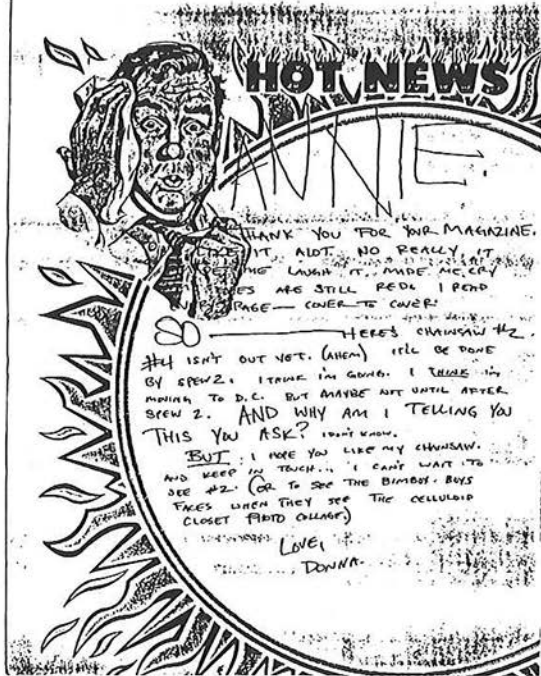 HOT NEWS
ANNIE.
THANK YOU FOR YOUR MAGAZINE.
IT ALOT. NO REALLY, IT
ME LAUGH IT MADE ME CRY
ARE STILL RED. I READ
PAGE — COVER TO COVER.
SO — HERE'S CHAINSAW #2.
#4 ISN'T OUT YET. (AHEM) IT'LL BE DONE
BY SPEW 2. I THINK I'M GOING. I THINK I'M
MOVING TO D.C. BUT MAYBE NOT UNTIL AFTER
SPEW 2. AND WHY AM I TELLING YOU
THIS YOU ASK? I DON'T KNOW.
BUT I HOPE YOU LIKE MY CHAINSAW.
AND KEEP IN TOUCH... I CAN'T WAIT TO
SEE #2. (OR TO SEE THE BIMBOX BOYS
FACES WHEN THEY SEE THE CELLULOID
CLOSET PHOTO COLLAGE.)
LOVE,
DONNA.